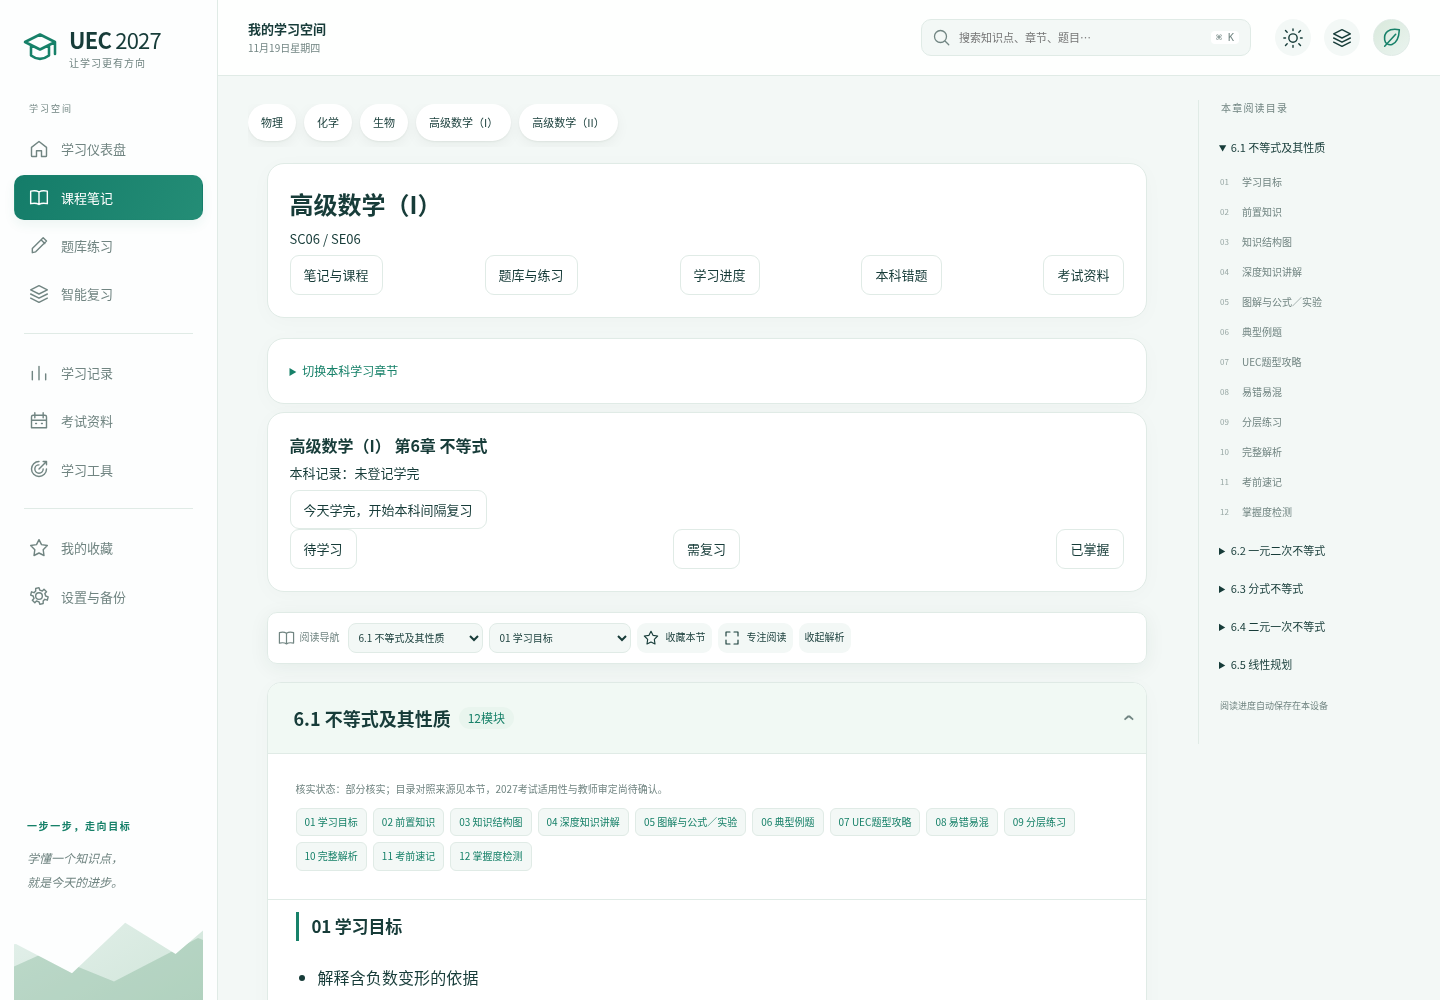 UEC 2027
让学习更有方向
学习空间
学习仪表盘
课程笔记
题库练习
智能复习
学习记录
考试资料
学习工具
我的收藏
设置与备份
一步一步，走向目标
学懂一个知识点，
就是今天的进步。
我的学习空间
11月19日星期四
搜索知识点、章节、题目…
⌘ K
物理
化学
生物
高级数学（I）
高级数学（II）
高级数学（I）
SC06 / SE06
笔记与课程
题库与练习
学习进度
本科错题
考试资料
切换本科学习章节
高级数学（I） 第6章 不等式
本科记录：未登记学完
今天学完，开始本科间隔复习
待学习
需复习
已掌握
阅读导航
6.1 不等式及其性质
01 学习目标
收藏本节
专注阅读
收起解析
6.1 不等式及其性质
12模块
核实状态：部分核实；目录对照来源见本节，2027考试适用性与教师审定尚待确认。
01 学习目标
02 前置知识
03 知识结构图
04 深度知识讲解
05 图解与公式／实验
06 典型例题
07 UEC题型攻略
08 易错易混
09 分层练习
10 完整解析
11 考前速记
12 掌握度检测
01 学习目标
解释含负数变形的依据
本章阅读目录
6.1 不等式及其性质
01 学习目标
02 前置知识
03 知识结构图
04 深度知识讲解
05 图解与公式／实验
06 典型例题
07 UEC题型攻略
08 易错易混
09 分层练习
10 完整解析
11 考前速记
12 掌握度检测
6.2 一元二次不等式
6.3 分式不等式
6.4 二元一次不等式
6.5 线性规划
阅读进度自动保存在本设备